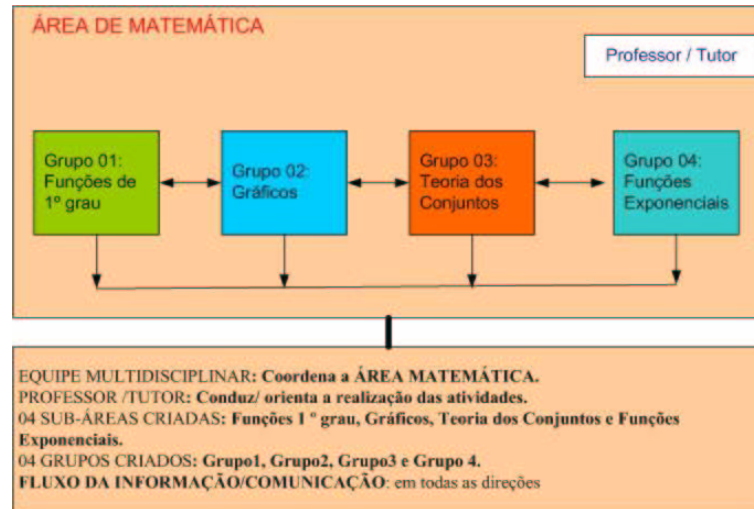 ÁREA DE MATEMÁTICA
Professor / Tutor
Grupo 01:
Funções de
1º grau
Grupo 02:
Gráficos
Grupo 03:
Teoria dos
Conjuntos
Grupo 04:
Funções
Exponenciais
EQUIPE MULTIDISCIPLINAR: Coordena a ÁREA MATEMÁTICA.
PROFESSOR /TUTOR: Conduz/ orienta a realização das atividades.
04 SUB-ÁREAS CRIADAS: Funções 1 º grau, Gráficos, Teoria dos Conjuntos e Funções
Exponenciais.
04 GRUPOS CRIADOS: Grupo1, Grupo2, Grupo3 e Grupo 4.
FLUXO DA INFORMAÇÃO/COMUNICAÇÃO: em todas as direções